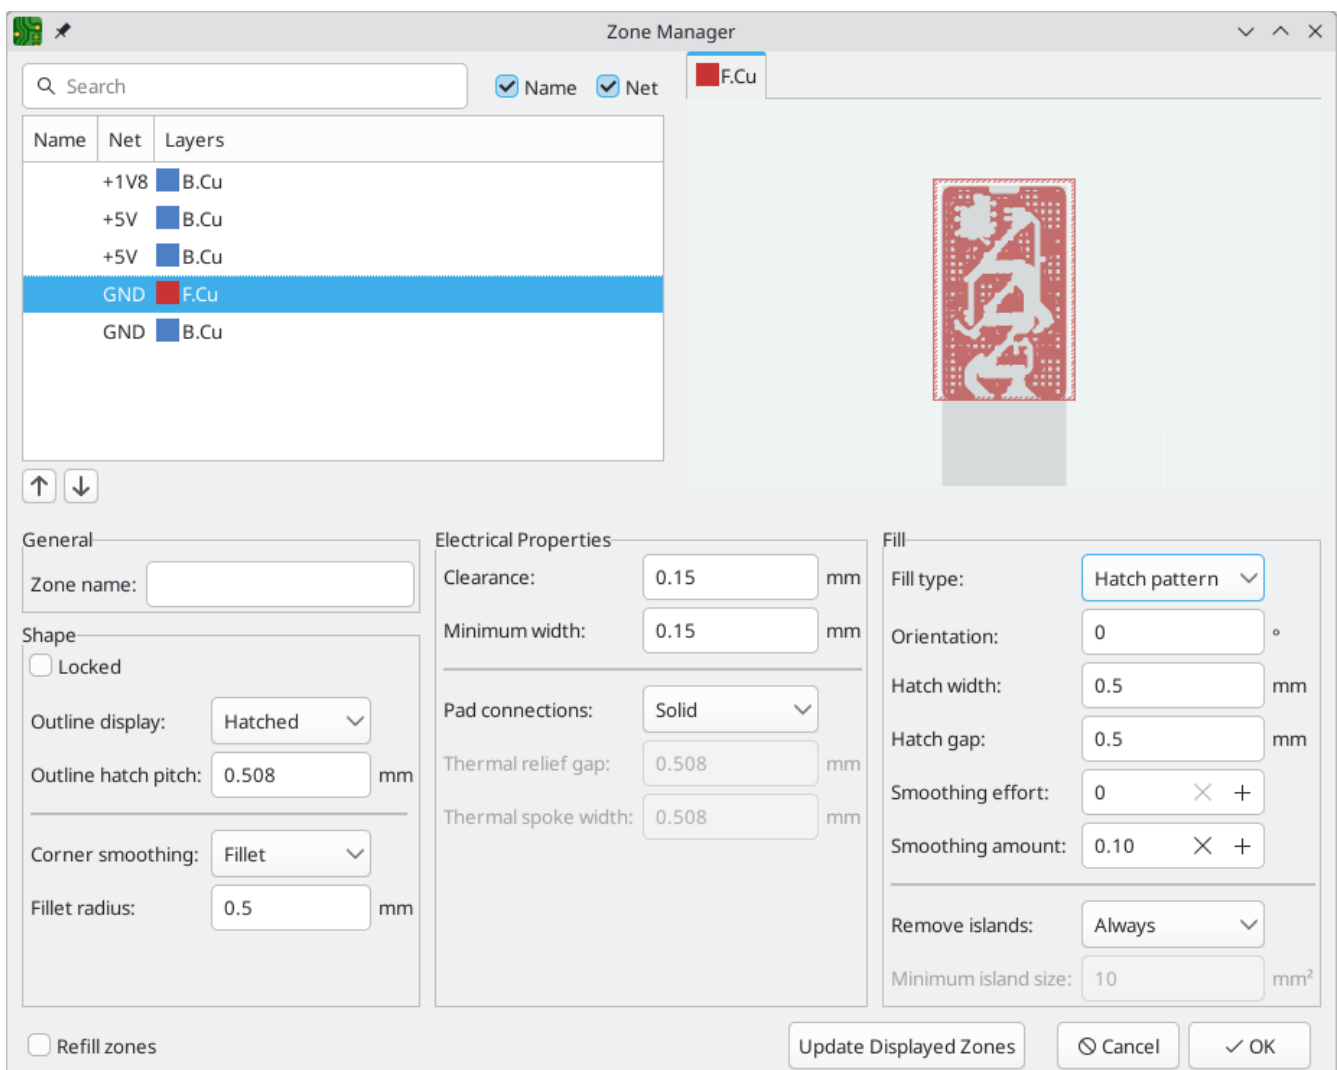 Zone Manager
Search
Name
Net
F.Cu
Name Net Layers
+1V8 B.Cu
+5V B.Cu
+5V B.Cu
GND F.Cu
GND B.Cu
General
Zone name:
Shape
Locked
Outline display: Hatched
Outline hatch pitch: 0.508 mm
Corner smoothing: Fillet
Fillet radius: 0.5 mm
Electrical Properties
Clearance: 0.15 mm
Minimum width: 0.15 mm
Pad connections: Solid
Thermal relief gap: 0.508 mm
Thermal spoke width: 0.508 mm
Fill
Fill type: Hatch pattern
Orientation: 0 °
Hatch width: 0.5 mm
Hatch gap: 0.5 mm
Smoothing effort: 0
Smoothing amount: 0.10
Remove islands: Always
Minimum island size: 10 mm²
Refill zones
Update Displayed Zones
Cancel
OK